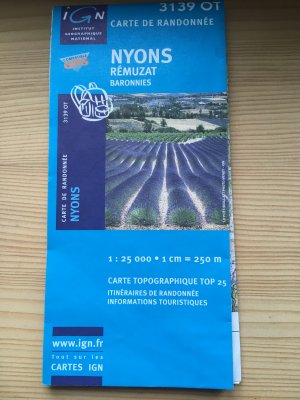 3139 OT
IGN
INSTITUT
GÉOGRAPHIQUE
NATIONAL
CARTE DE RANDONNÉE
NYONS
RÉMUZAT
BARONNIES
3139 OT
CARTE DE RANDONNÉE
NYONS
1 : 25 000 • 1 cm = 250 m
CARTE TOPOGRAPHIQUE TOP 25
ITINÉRAIRES DE RANDONNÉE
INFORMATIONS TOURISTIQUES
www.ign.fr
Tout sur les
CARTES IGN